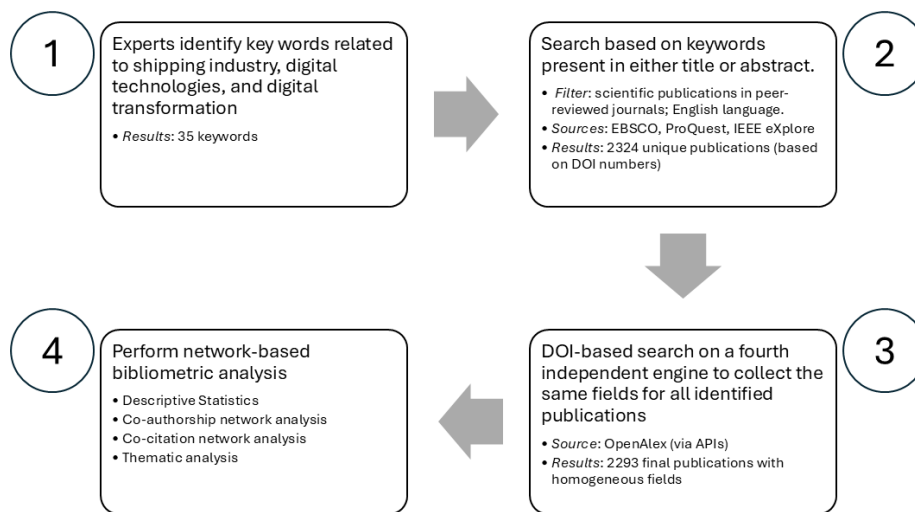 1
Experts identify key words related
to shipping industry, digital
technologies, and digital
transformation
• Results: 35 keywords
2
Search based on keywords
present in either title or abstract.
• Filter: scientific publications in peer-
reviewed journals; English language.
• Sources: EBSCO, ProQuest, IEEE eXplore
• Results: 2324 unique publications (based
on DOI numbers)
3
DOI-based search on a fourth
independent engine to collect the
same fields for all identified
publications
• Source: OpenAlex (via APIs)
• Results: 2293 final publications with
homogeneous fields
4
Perform network-based
bibliometric analysis
• Descriptive Statistics
• Co-authorship network analysis
• Co-citation network analysis
• Thematic analysis